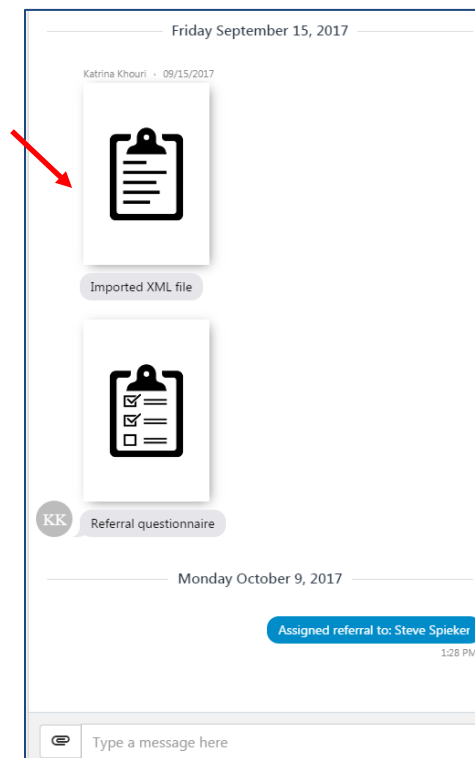 Friday September 15, 2017
Katrina Khouri - 09/15/2017
Imported XML file
KK
Referral questionnaire
Monday October 9, 2017
Assigned referral to: Steve Spieker
1:28 PM
Type a message here